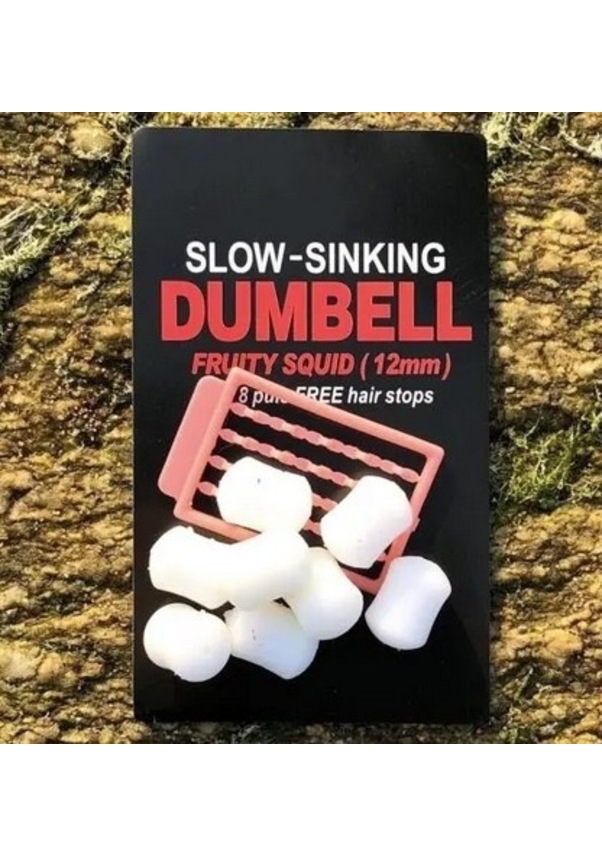 SLOW-SINKING
DUMBELL
FRUITY SQUID (12mm)
8 FREE hair stops